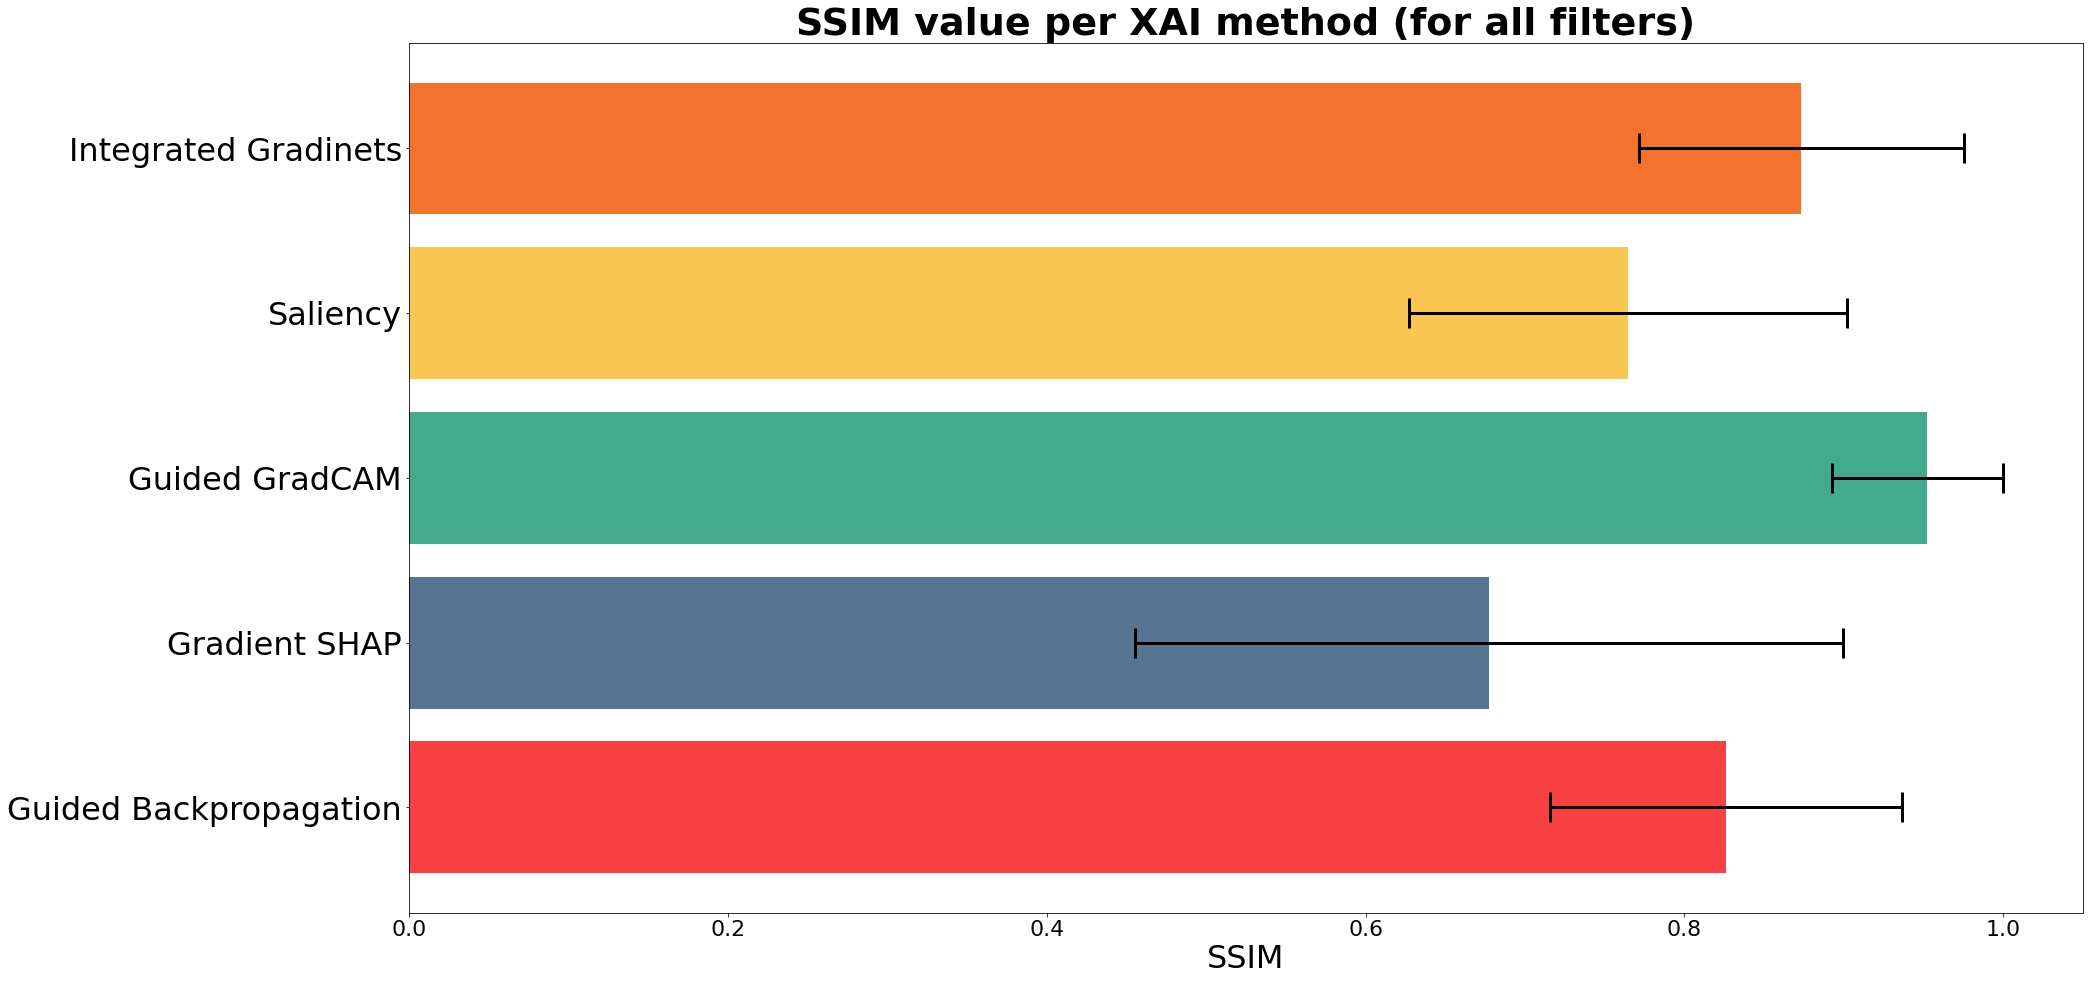 SSIM value per XAI method (for all filters)
Integrated Gradinets
Saliency
Guided GradCAM
Gradient SHAP
Guided Backpropagation
0.0 0.2 0.4 0.6 0.8 1.0
SSIM